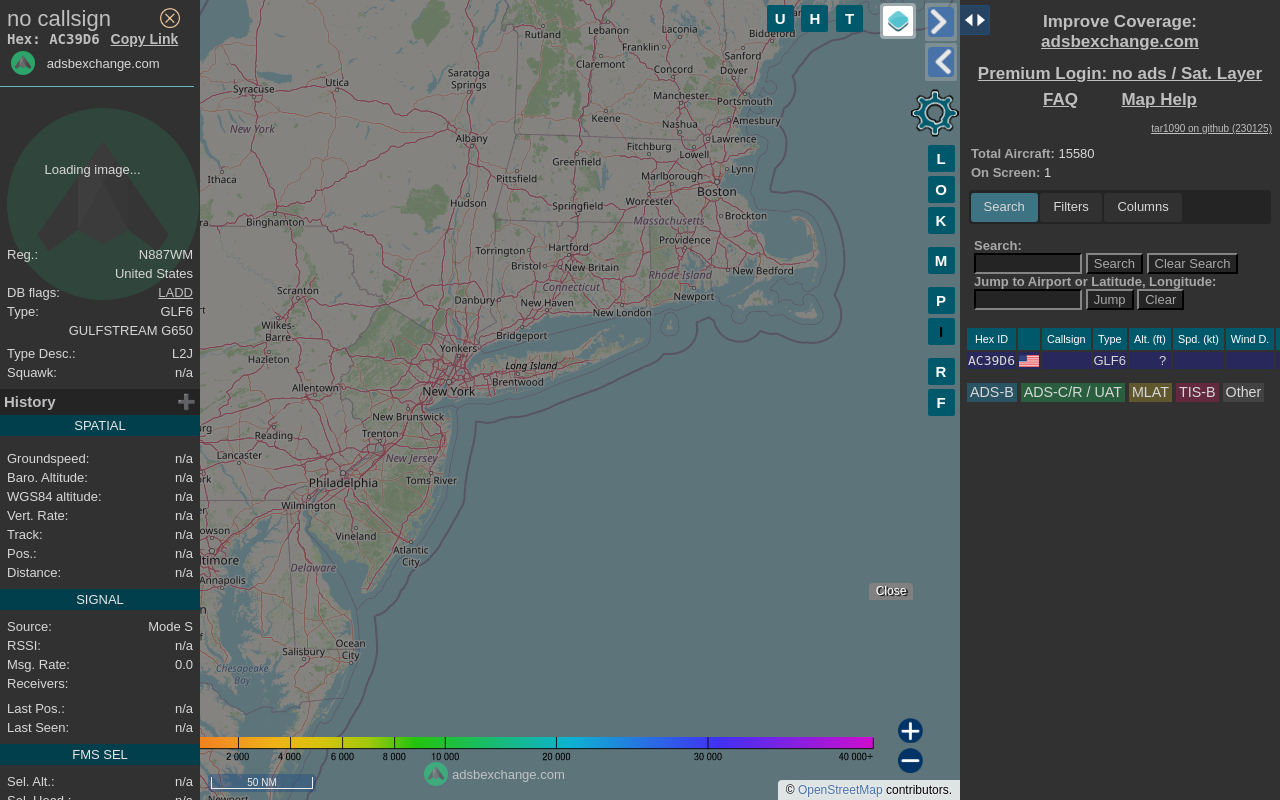 no callsign
Hex: AC39D6 Copy Link
adsbexchange.com
Loading image...
Reg.: N887WM
United States
DB flags: LADD
Type: GLF6
GULFSTREAM G650
Type Desc.: L2J
Squawk: n/a
History
SPATIAL
Groundspeed: n/a
Baro. Altitude: n/a
WGS84 altitude: n/a
Vert. Rate: n/a
Track: n/a
Pos.: n/a
Distance: n/a
SIGNAL
Source: Mode S
RSSI: n/a
Msg. Rate: 0.0
Receivers:
Last Pos.: n/a
Last Seen: n/a
FMS SEL
Sel. Alt.: n/a
U H T
L
O
K
M
P
I
R
F
Rutland
Lebanon
Laconia
Biddeford
Franklin
Sanford
Claremont
Concord
Dover
Utica
Saratoga
Springs
Syracuse
Manchester
Portsmouth
Keene
Amesbury
New York
Albany
Nashua
Lawrence
Fitchburg
Lowell
Greenfield
Lynn
Ithaca
Pittsfield
Marlborough
Boston
Hudson
Springfield
Worcester
Brockton
Binghamton
Massachusetts
Providence
Torrington
Hartford
Bristol
New Britain
New Bedford
Rhode Island
Connecticut
Scranton
Danbury
New Haven
Newport
New London
Wilkes-
Barre
Bridgeport
Yonkers
Hazleton
Long Island
Brentwood
Allentown
New York
New Brunswick
Reading
Trenton
Lancaster
New Jersey
Philadelphia
Toms River
Wilmington
Vineland
Atlantic
City
Delaware
Annapolis
Ocean
City
Salisbury
Chesapeake
Bay
Close
2 000 4 000 6 000 8 000 10 000 20 000 30 000 40 000+
adsbexchange.com
50 NM
© OpenStreetMap contributors.
Improve Coverage:
adsbexchange.com
Premium Login: no ads / Sat. Layer
FAQ Map Help
tar1090 on github (230125)
Total Aircraft: 15580
On Screen: 1
Search Filters Columns
Search:
Search Clear Search
Jump to Airport or Latitude, Longitude:
Jump Clear
Hex ID Callsign Type Alt. (ft) Spd. (kt) Wind D.
AC39D6 GLF6 ?
ADS-B ADS-C/R / UAT MLAT TIS-B Other